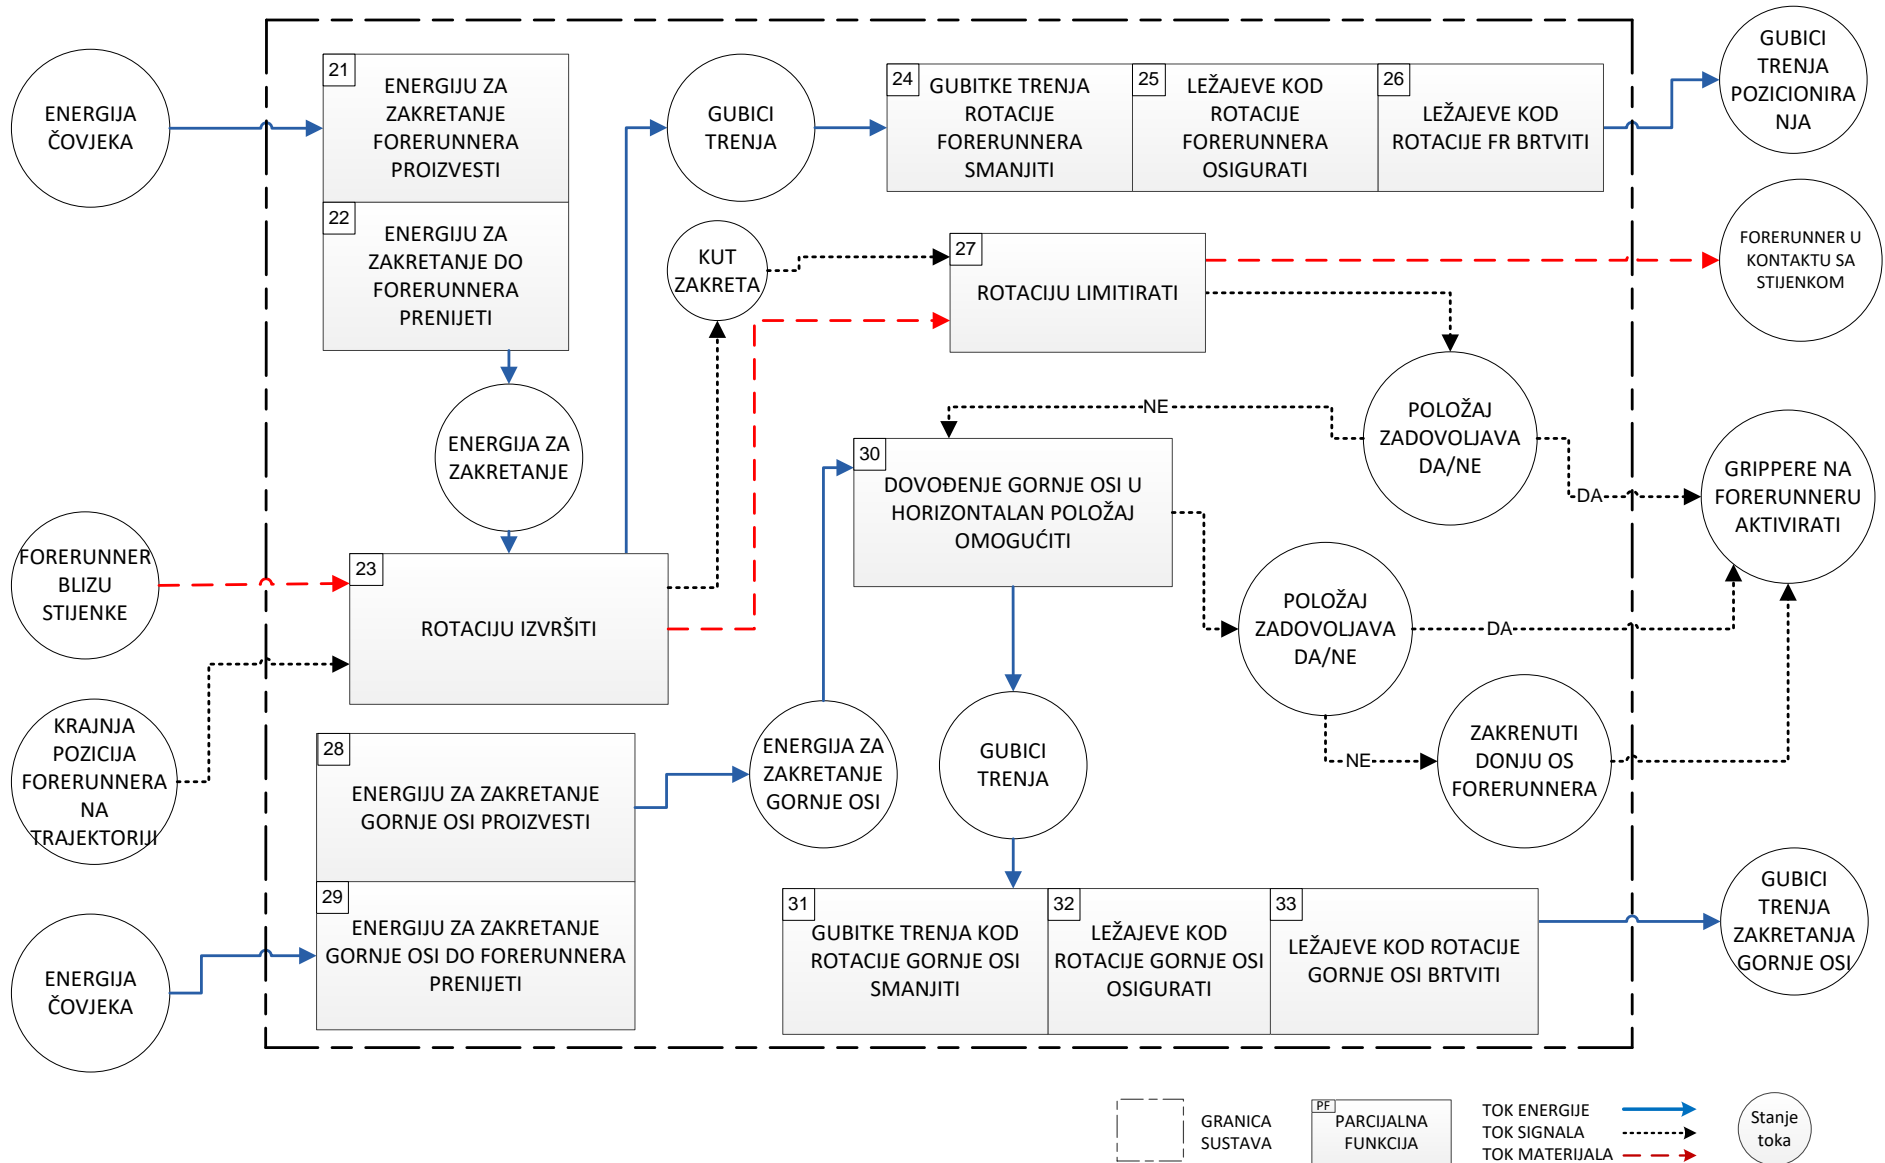 ENERGIJA
ČOVJEKA
21
ENERGIJU ZA
ZAKRETANJE
FORERUNNERA
PROIZVESTI
22
ENERGIJU ZA
ZAKRETANJE DO
FORERUNNERA
PRENIJETI
GUBICI
TRENJA
24
GUBITKE TRENJA
ROTACIJE
FORERUNNERA
SMANJITI
25
LEŽAJEVE KOD
ROTACIJE
FORERUNNERA
OSIGURATI
26
LEŽAJEVE KOD
ROTACIJE FR BRTVITI
GUBICI
TRENJA
POZICIONIRA
NJA
KUT
ZAKRETA
27
ROTACIJU LIMITIRATI
FORERUNNER U
KONTAKTU SA
STIJENKOM
ENERGIJA ZA
ZAKRETANJE
NE
POLOŽAJ
ZADOVOLJAVA
DA/NE
DA
GRIPPERE NA
FORERUNNERU
AKTIVIRATI
30
DOVOĐENJE GORNJE OSI U
HORIZONTALAN POLOŽAJ
OMOGUĆITI
FORERUNNER
BLIZU
STIJENKE
23
ROTACIJU IZVRŠITI
POLOŽAJ
ZADOVOLJAVA
DA/NE
DA
KRAJNJA
POZICIJA
FORERUNNERA
NA
TRAJEKTORIJI
28
ENERGIJU ZA ZAKRETANJE
GORNJE OSI PROIZVESTI
ENERGIJA ZA
ZAKRETANJE
GORNJE OSI
GUBICI
TRENJA
NE
ZAKRENUTI
DONJU OS
FORERUNNERA
ENERGIJA
ČOVJEKA
29
ENERGIJU ZA ZAKRETANJE
GORNJE OSI DO FORERUNNERA
PRENIJETI
31
GUBITKE TRENJA KOD
ROTACIJE GORNJE OSI
SMANJITI
32
LEŽAJEVE KOD
ROTACIJE GORNJE OSI
OSIGURATI
33
LEŽAJEVE KOD ROTACIJE
GORNJE OSI BRTVITI
GUBICI
TRENJA
ZAKRETANJA
GORNJE OSI
GRANICA
SUSTAVA
PF
PARCIJALNA
FUNKCIJA
TOK ENERGIJE
TOK SIGNALA
TOK MATERIJALA
Stanje
toka